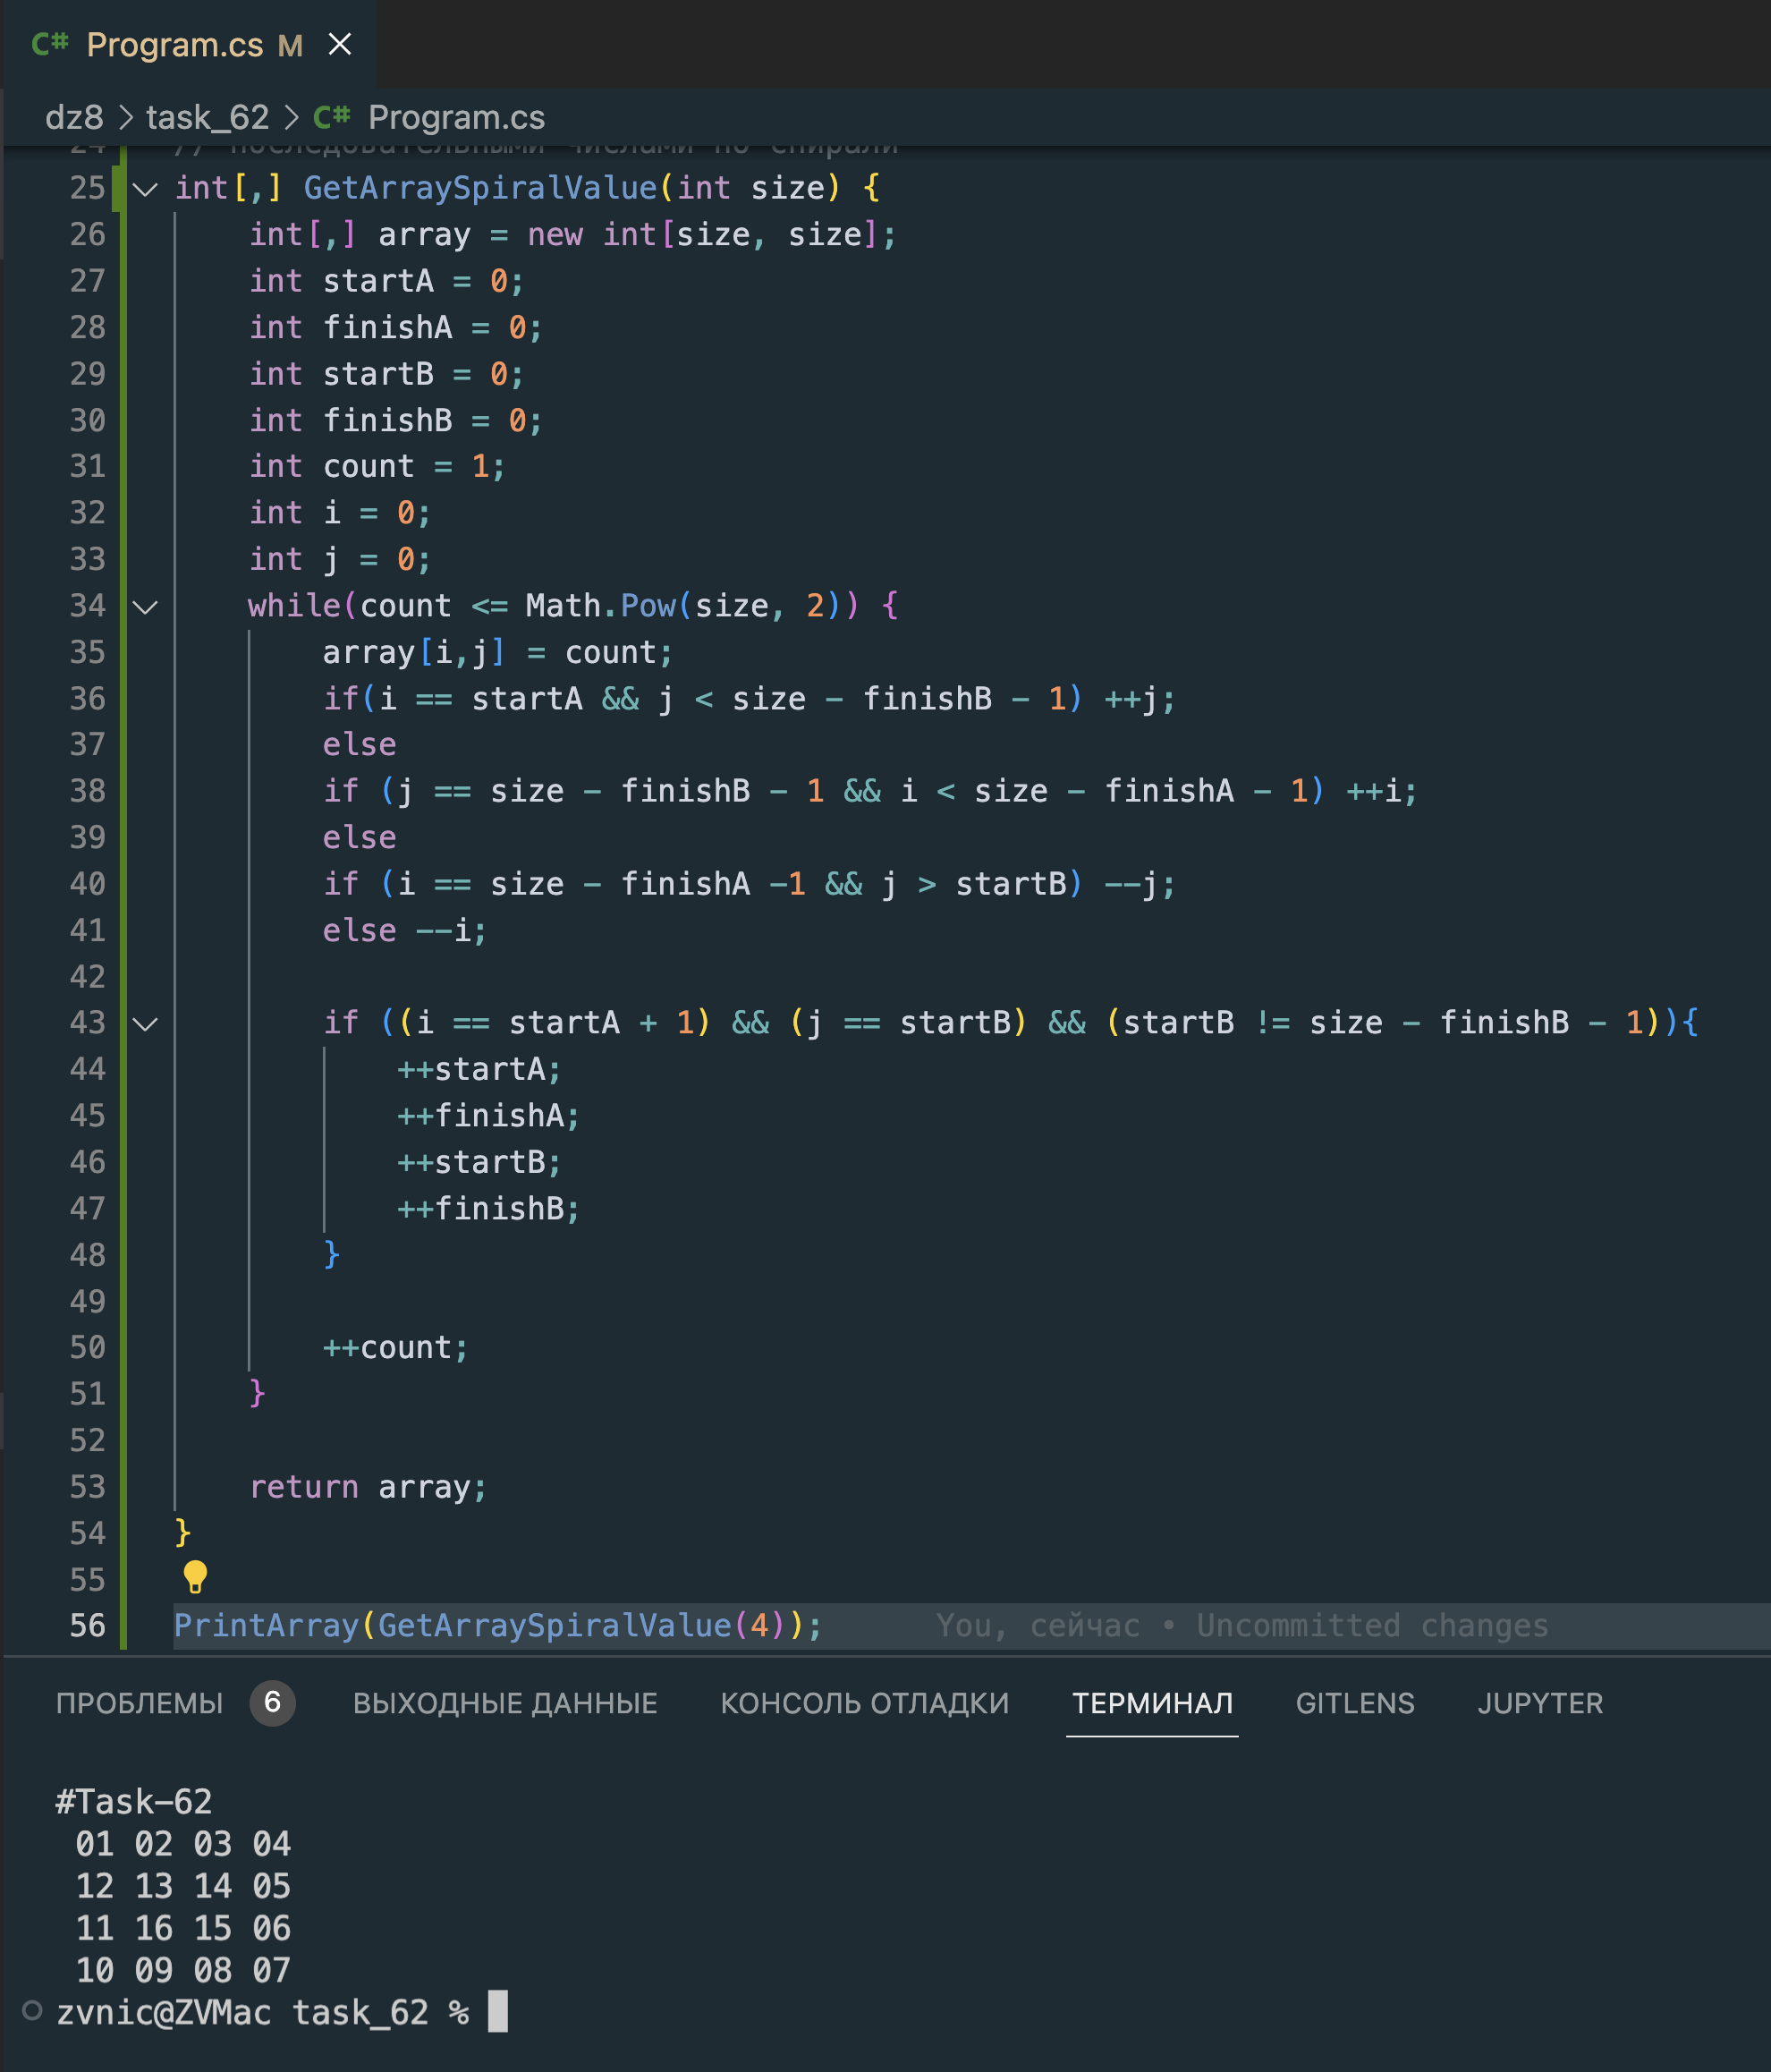 C# Program.cs M
dz8 > task_62 > C# Program.cs
24 // последовательными числами по спирали
25 int[,] GetArraySpiralValue(int size) {
26     int[,] array = new int[size, size];
27     int startA = 0;
28     int finishA = 0;
29     int startB = 0;
30     int finishB = 0;
31     int count = 1;
32     int i = 0;
33     int j = 0;
34     while(count <= Math.Pow(size, 2)) {
35         array[i,j] = count;
36         if(i == startA && j < size - finishB - 1) ++j;
37         else
38         if (j == size - finishB - 1 && i < size - finishA - 1) ++i;
39         else
40         if (i == size - finishA -1 && j > startB) --j;
41         else --i;
42
43         if ((i == startA + 1) && (j == startB) && (startB != size - finishB - 1)){
44             ++startA;
45             ++finishA;
46             ++startB;
47             ++finishB;
48         }
49
50         ++count;
51     }
52
53     return array;
54 }
55
56 PrintArray(GetArraySpiralValue(4)); You, сейчас • Uncommitted changes
ПРОБЛЕМЫ 6 ВЫХОДНЫЕ ДАННЫЕ КОНСОЛЬ ОТЛАДКИ ТЕРМИНАЛ GITLENS JUPYTER
#Task-62
01 02 03 04
12 13 14 05
11 16 15 06
10 09 08 07
zvnic@ZVMac task_62 %